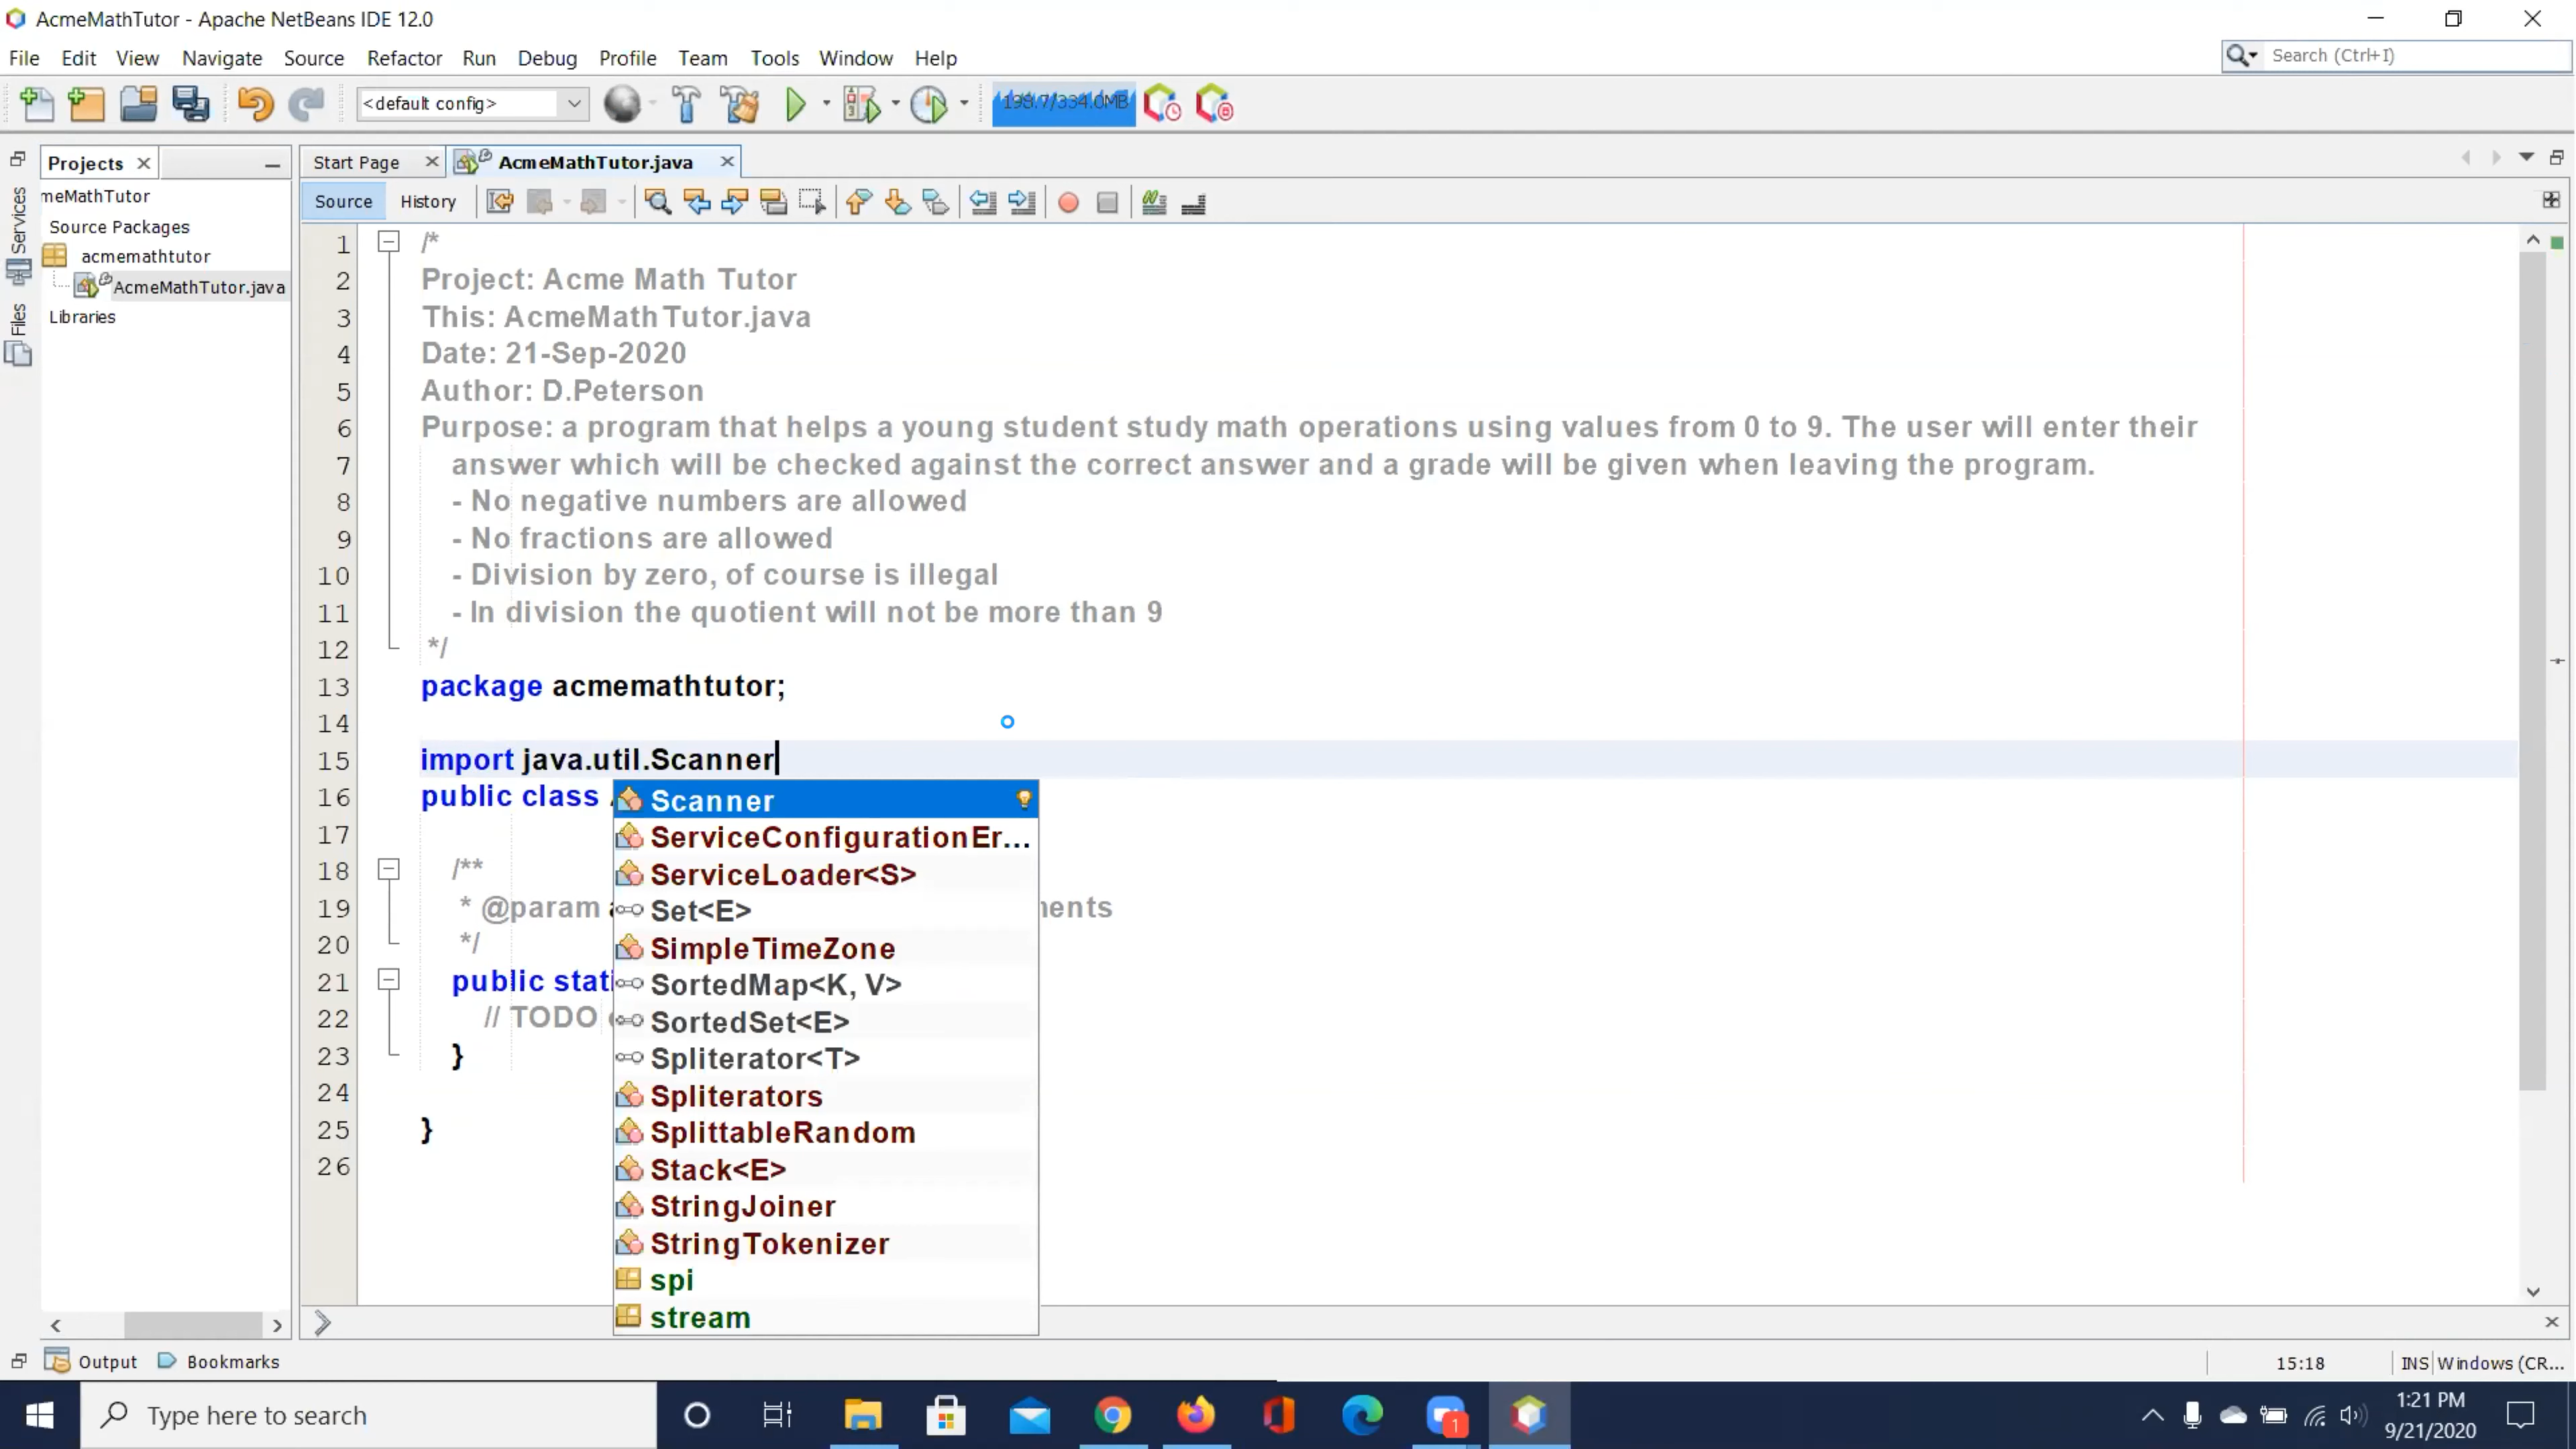 AcmeMathTutor - Apache NetBeans IDE 12.0
File Edit View Navigate Source Refactor Run Debug Profile Team Tools Window Help
Search (Ctrl+I)
<default config>
198.7/334.0MB
Projects
Start Page
AcmeMathTutor.java
Services
Files
meMathTutor
Source Packages
acmemathtutor
AcmeMathTutor.java
Libraries
Source History
1 /*
2 Project: Acme Math Tutor
3 This: AcmeMathTutor.java
4 Date: 21-Sep-2020
5 Author: D.Peterson
6 Purpose: a program that helps a young student study math operations using values from 0 to 9. The user will enter their
7 answer which will be checked against the correct answer and a grade will be given when leaving the program.
8 - No negative numbers are allowed
9 - No fractions are allowed
10 - Division by zero, of course is illegal
11 - In division the quotient will not be more than 9
12 */
13 package acmemathtutor;
14
15 import java.util.Scanner
16 public class
17
18 /**
19 * @param a ents
20 */
21 public stati
22 // TODO
23 }
24
25 }
26
Scanner
ServiceConfigurationEr...
ServiceLoader<S>
Set<E>
SimpleTimeZone
SortedMap<K, V>
SortedSet<E>
Spliterator<T>
Spliterators
SplittableRandom
Stack<E>
StringJoiner
StringTokenizer
spi
stream
Output Bookmarks
15:18
INS
Windows (CR...
Type here to search
1
1:21 PM
9/21/2020